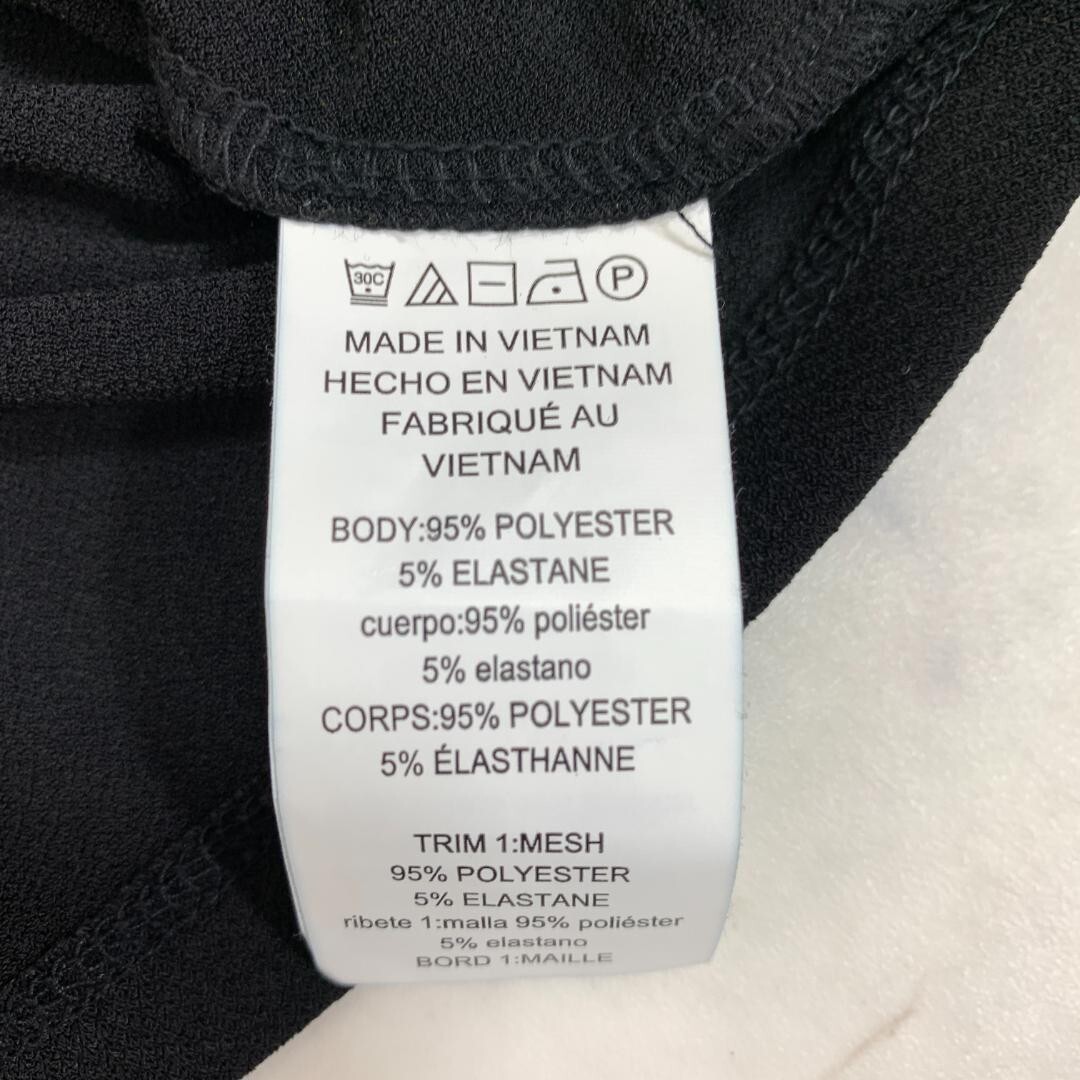 30C
P
MADE IN VIETNAM
HECHO EN VIETNAM
FABRIQUÉ AU
VIETNAM
BODY:95% POLYESTER
5% ELASTANE
cuerpo:95% poliéster
5% elastano
CORPS:95% POLYESTER
5% ÉLASTHANNE
TRIM 1:MESH
95% POLYESTER
5% ELASTANE
ribete 1:malla 95% poliéster
5% elastano
BORD 1:MAILLE